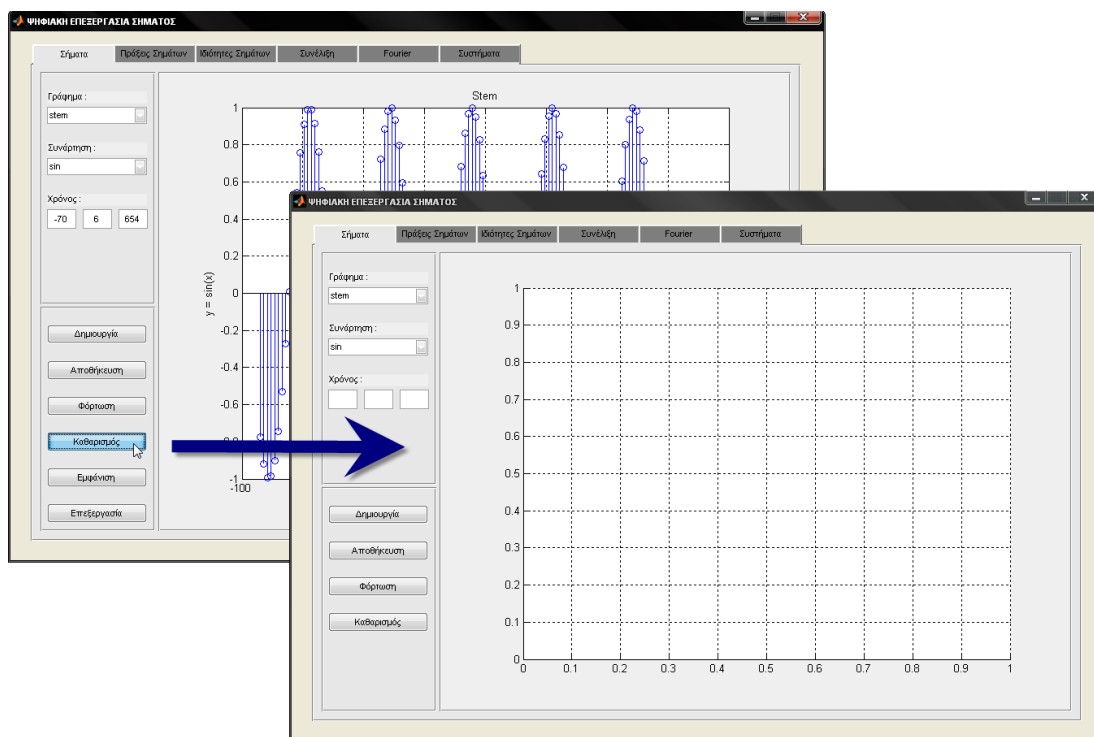 ΨΗΦΙΑΚΗ ΕΠΕΞΕΡΓΑΣΙΑ ΣΗΜΑΤΟΣ
Σήματα Πράξεις Σημάτων Ιδιότητες Σημάτων Συνέλιξη Fourier Συστήματα
Γράφημα :
stem
Συνάρτηση :
sin
Χρόνος :
-70 6 654
Δημιουργία
Αποθήκευση
Φόρτωση
Καθαρισμός
Εμφάνιση
Επεξεργασία
Stem
y = sin(x)
1
0.8
0.6
0.4
0.2
0
-0.2
-0.4
-0.6
-1
-100
ΨΗΦΙΑΚΗ ΕΠΕΞΕΡΓΑΣΙΑ ΣΗΜΑΤΟΣ
Σήματα Πράξεις Σημάτων Ιδιότητες Σημάτων Συνέλιξη Fourier Συστήματα
Γράφημα :
stem
Συνάρτηση :
sin
Χρόνος :
Δημιουργία
Αποθήκευση
Φόρτωση
Καθαρισμός
1
0.9
0.8
0.7
0.6
0.5
0.4
0.3
0.2
0.1
0
0 0.1 0.2 0.3 0.4 0.5 0.6 0.7 0.8 0.9 1